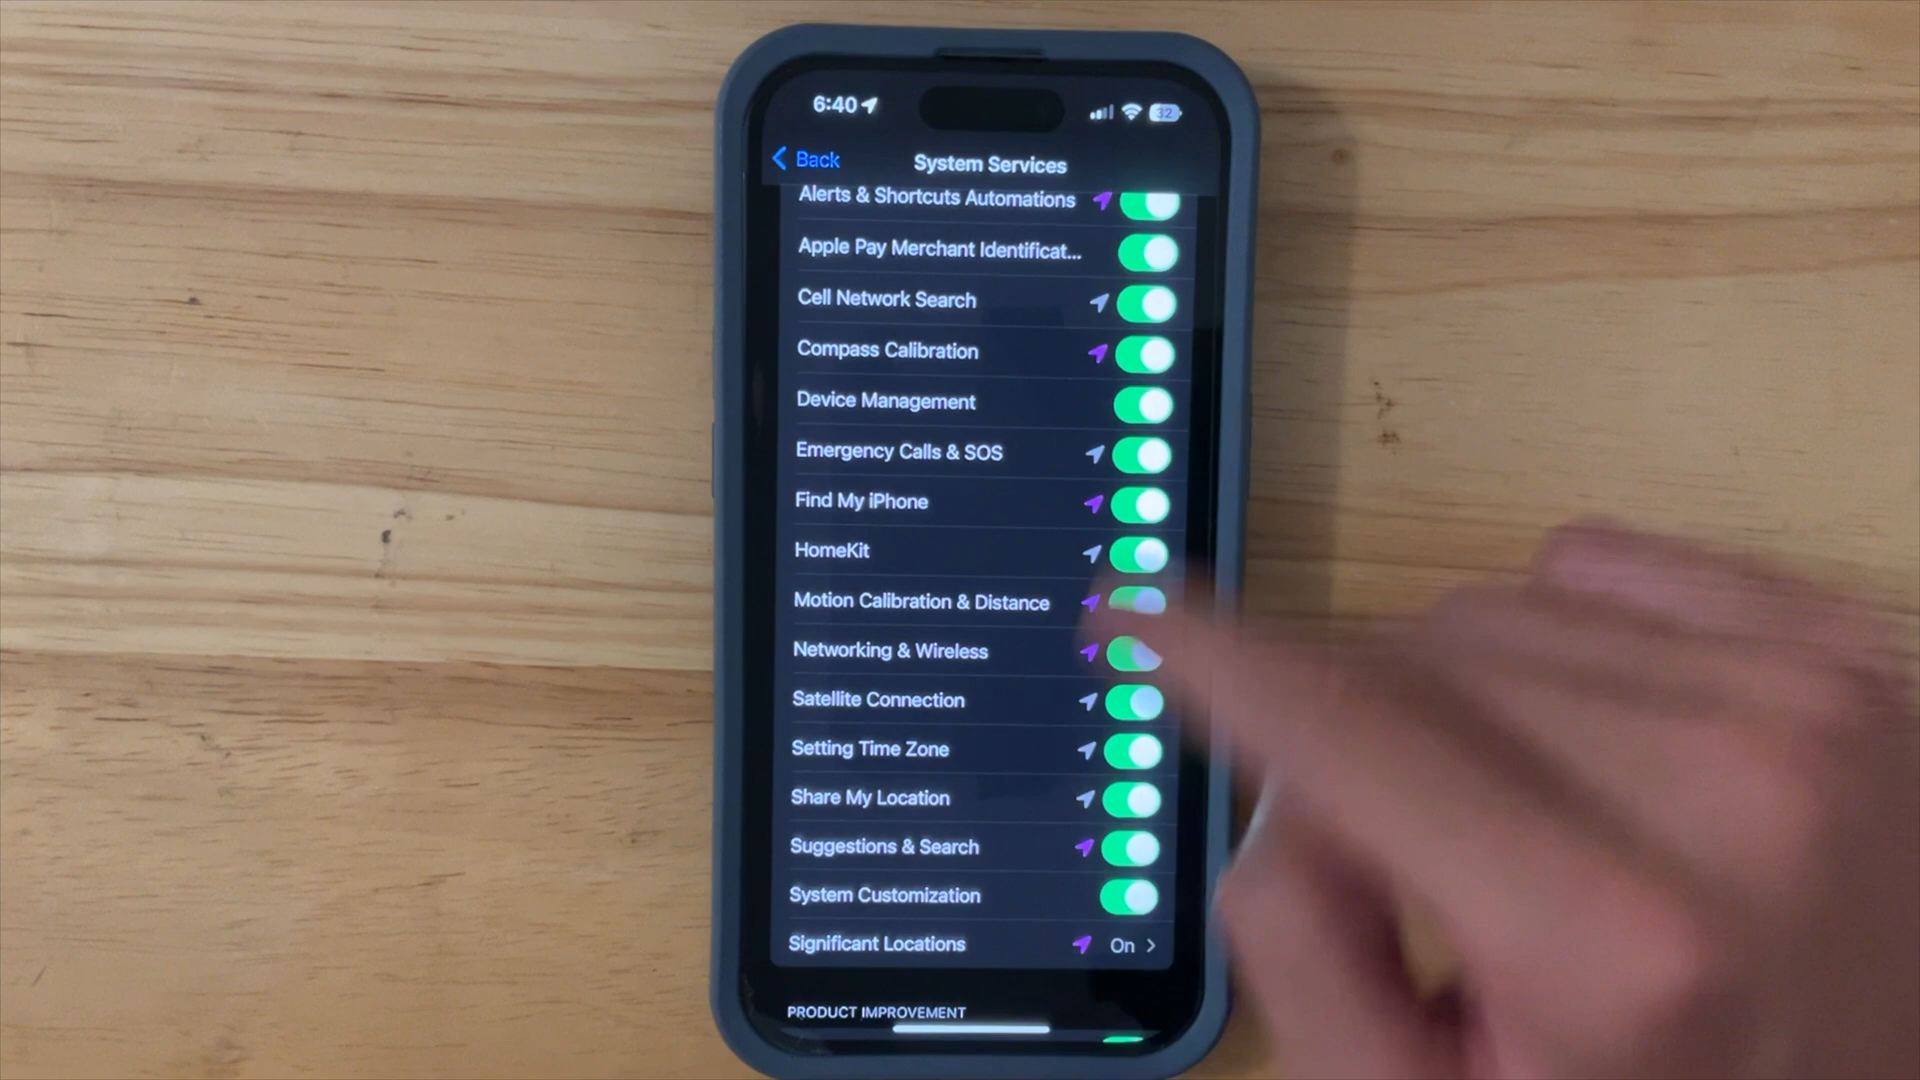 6:40
32
Back
System Services
Alerts & Shortcuts Automations
Apple Pay Merchant Identificat...
Cell Network Search
Compass Calibration
Device Management
Emergency Calls & SOS
Find My iPhone
HomeKit
Motion Calibration & Distance
Networking & Wireless
Satellite Connection
Setting Time Zone
Share My Location
Suggestions & Search
System Customization
Significant Locations On
PRODUCT IMPROVEMENT